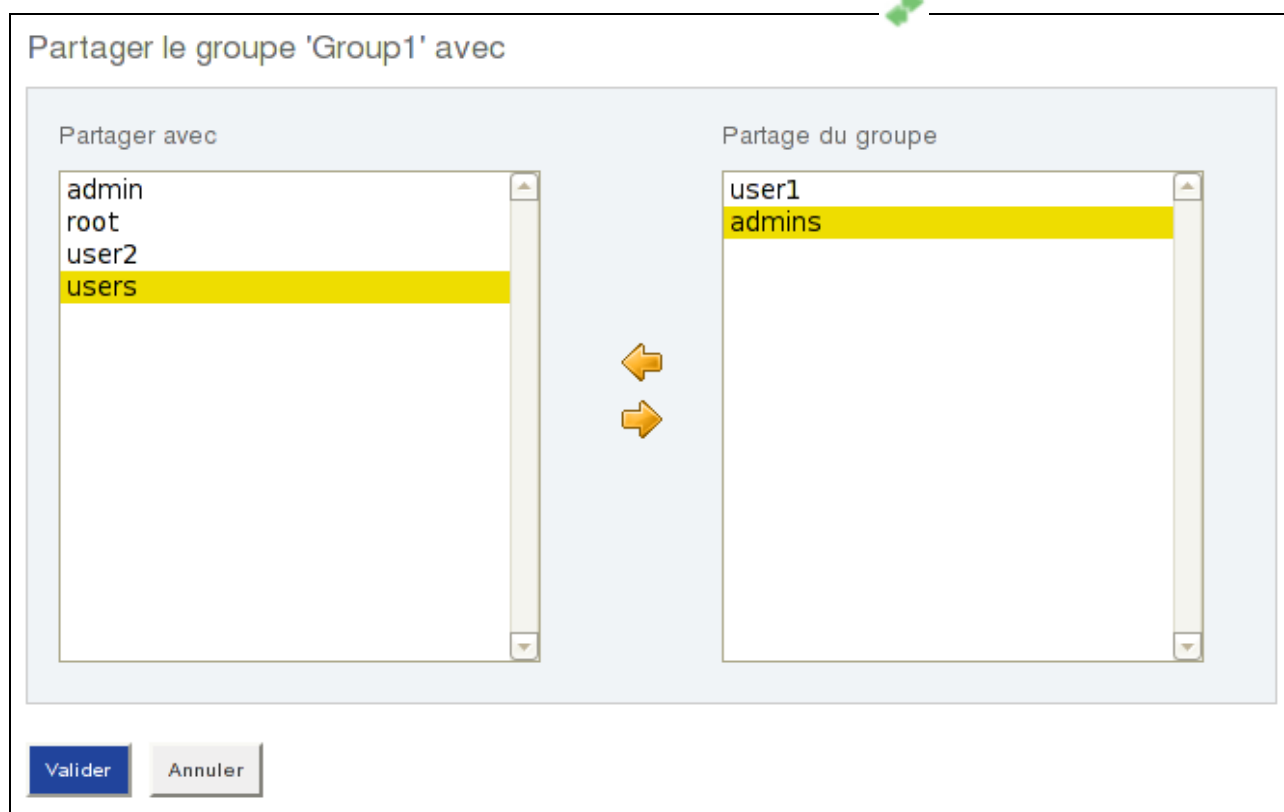 Partager le groupe 'Group1' avec
Partager avec
admin
root
user2
users
Partage du groupe
user1
admins
Valider
Annuler